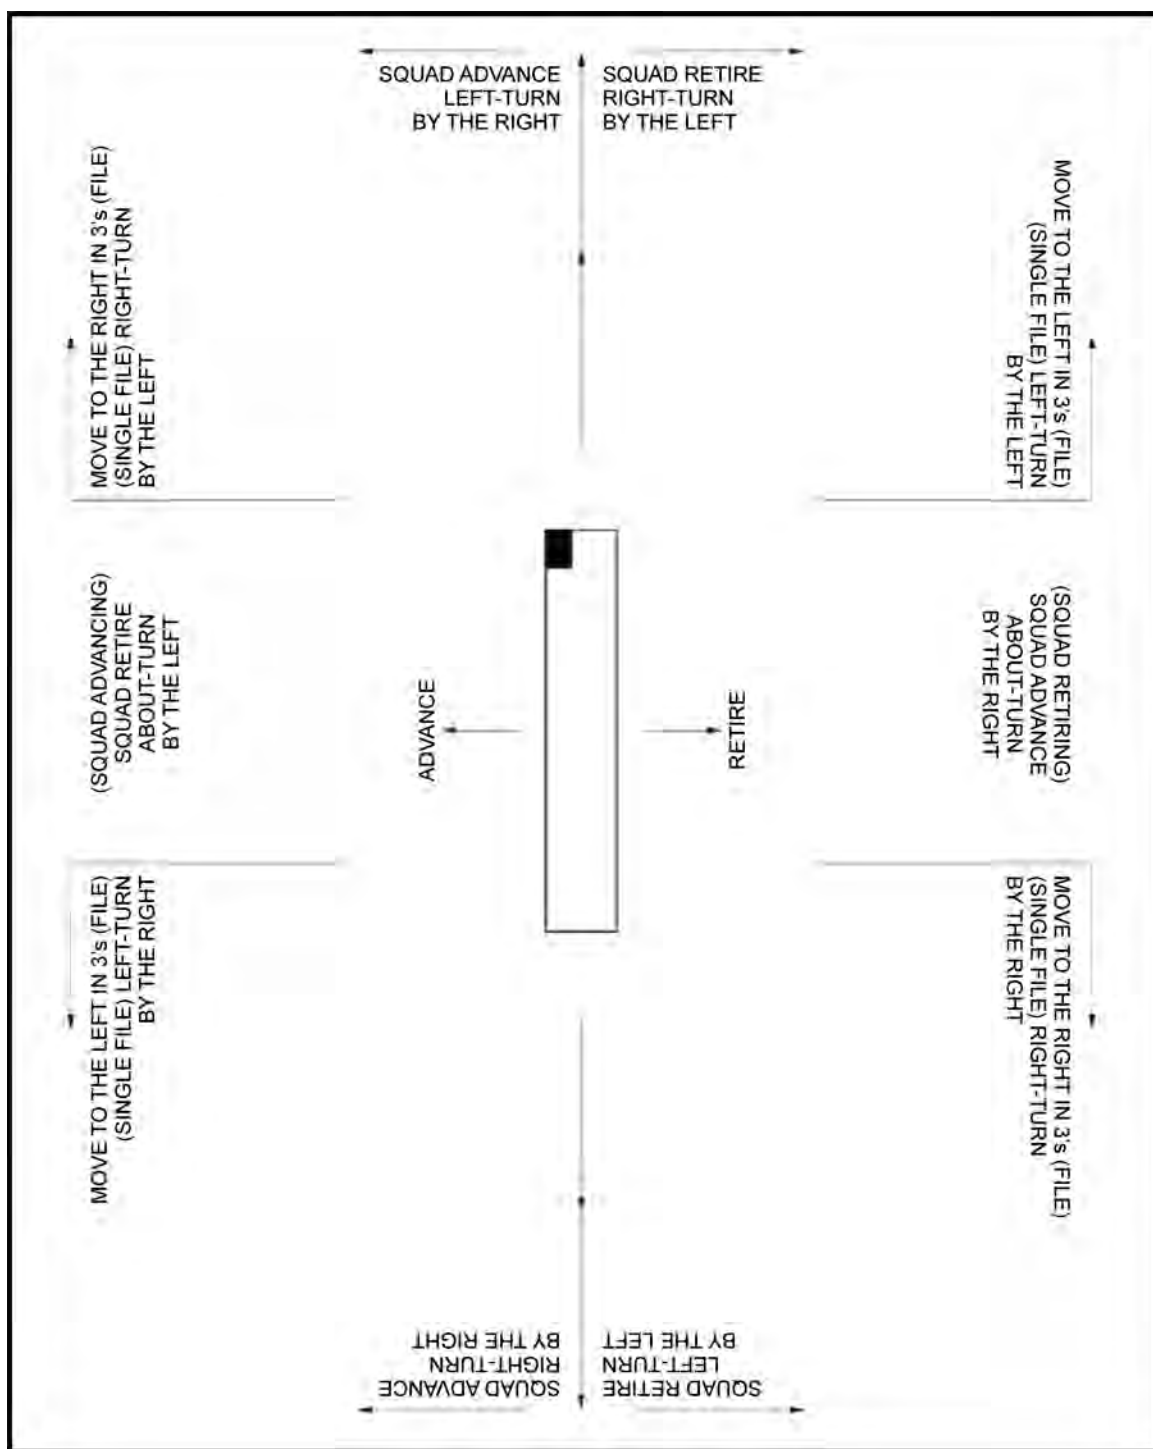 SQUAD ADVANCE
LEFT-TURN
BY THE RIGHT
SQUAD RETIRE
RIGHT-TURN
BY THE LEFT
MOVE TO THE RIGHT IN 3's (FILE)
(SINGLE FILE) RIGHT-TURN
BY THE LEFT
MOVE TO THE LEFT IN 3's (FILE)
(SINGLE FILE) LEFT-TURN
BY THE LEFT
(SQUAD ADVANCING)
SQUAD RETIRE
ABOUT-TURN
BY THE LEFT
ADVANCE
RETIRE
(SQUAD RETIRING)
SQUAD ADVANCE
ABOUT-TURN
BY THE RIGHT
MOVE TO THE LEFT IN 3's (FILE)
(SINGLE FILE) LEFT-TURN
BY THE RIGHT
MOVE TO THE RIGHT IN 3's (FILE)
(SINGLE FILE) RIGHT-TURN
BY THE RIGHT
SQUAD ADVANCE
RIGHT-TURN
BY THE RIGHT
SQUAD RETIRE
LEFT-TURN
BY THE LEFT